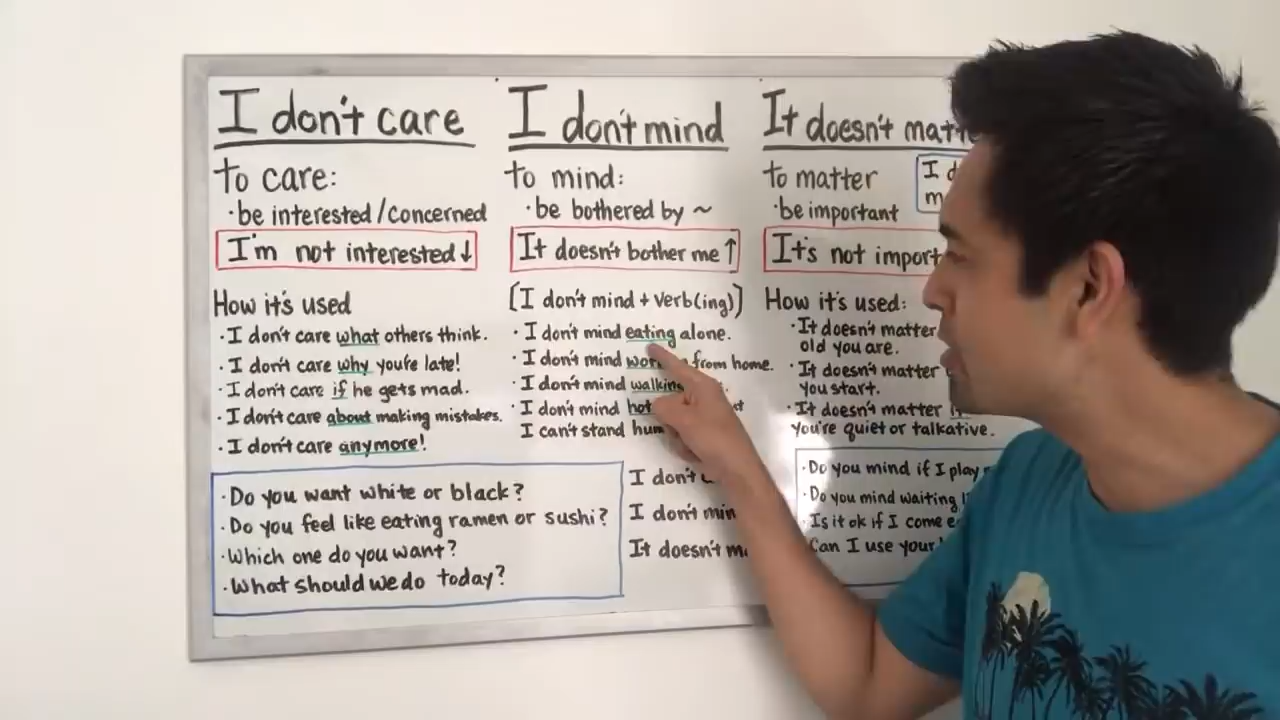 I don't care
to care:
·be interested/concerned
I'm not interested↓
How it's used
·I don't care what others think.
·I don't care why you're late!
·I don't care if he gets mad.
·I don't care about making mistakes.
·I don't care anymore!
I don't mind
to mind:
·be bothered by ~
It doesn't bother me↑
[I don't mind + verb(ing)]
·I don't mind eating alone.
·I don't mind from home.
·I don't mind walking
·I don't mind
I can't stand
It doesn't
to matter
·be important
It's not
How it's used:
·It doesn't matter
old you are.
·It doesn't matter
you start.
·It doesn't matter
you're quiet or talkative.
I
·Do you want white or black?
·Do you feel like eating ramen or sushi?
·Which one do you want?
·What should we do today?
I don't
I don't
It doesn't
·Do you mind if I play
·Do you mind waiting
·Is it ok if I come
·Can I use your